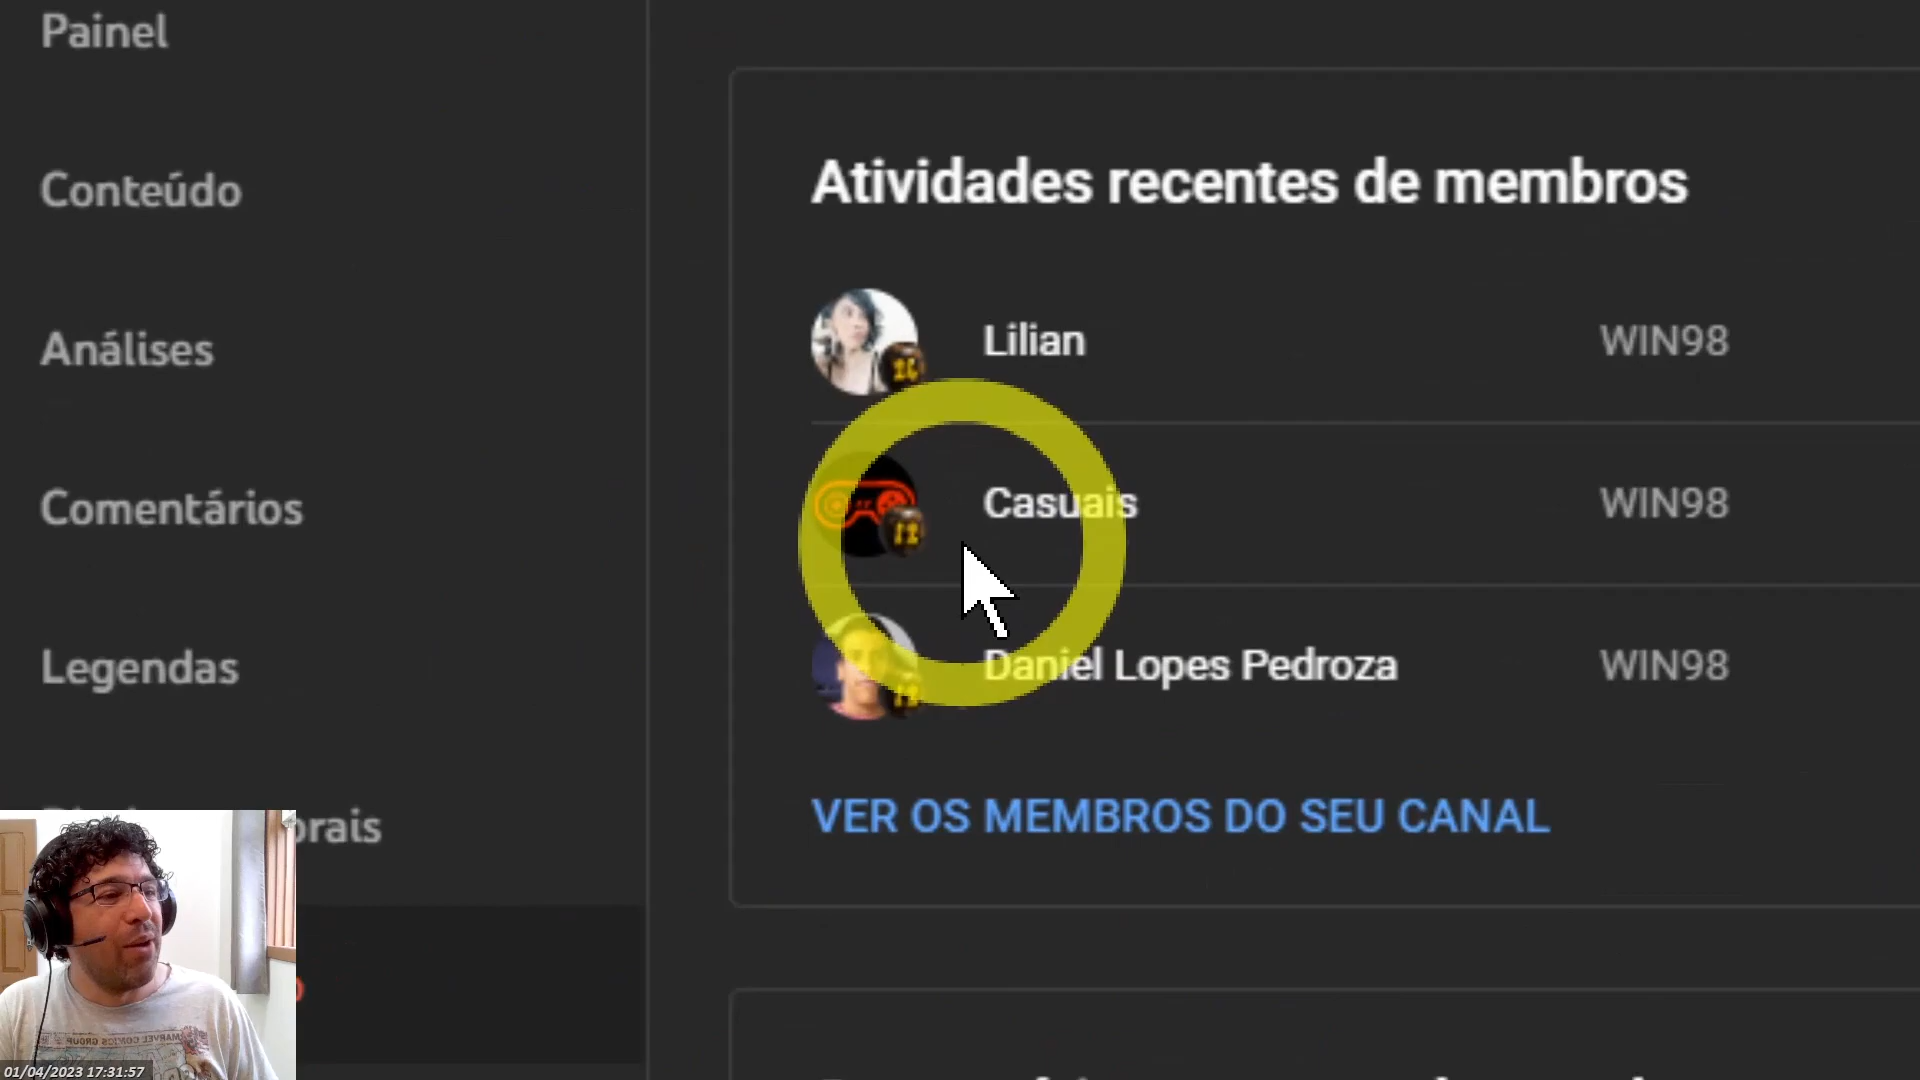 Painel
Conteúdo
Análises
Comentários
Legendas
orais
Atividades recentes de membros
Lilian
WIN98
Casuais
WIN98
Daniel Lopes Pedroza
WIN98
VER OS MEMBROS DO SEU CANAL
01/04/2023 17:31:57